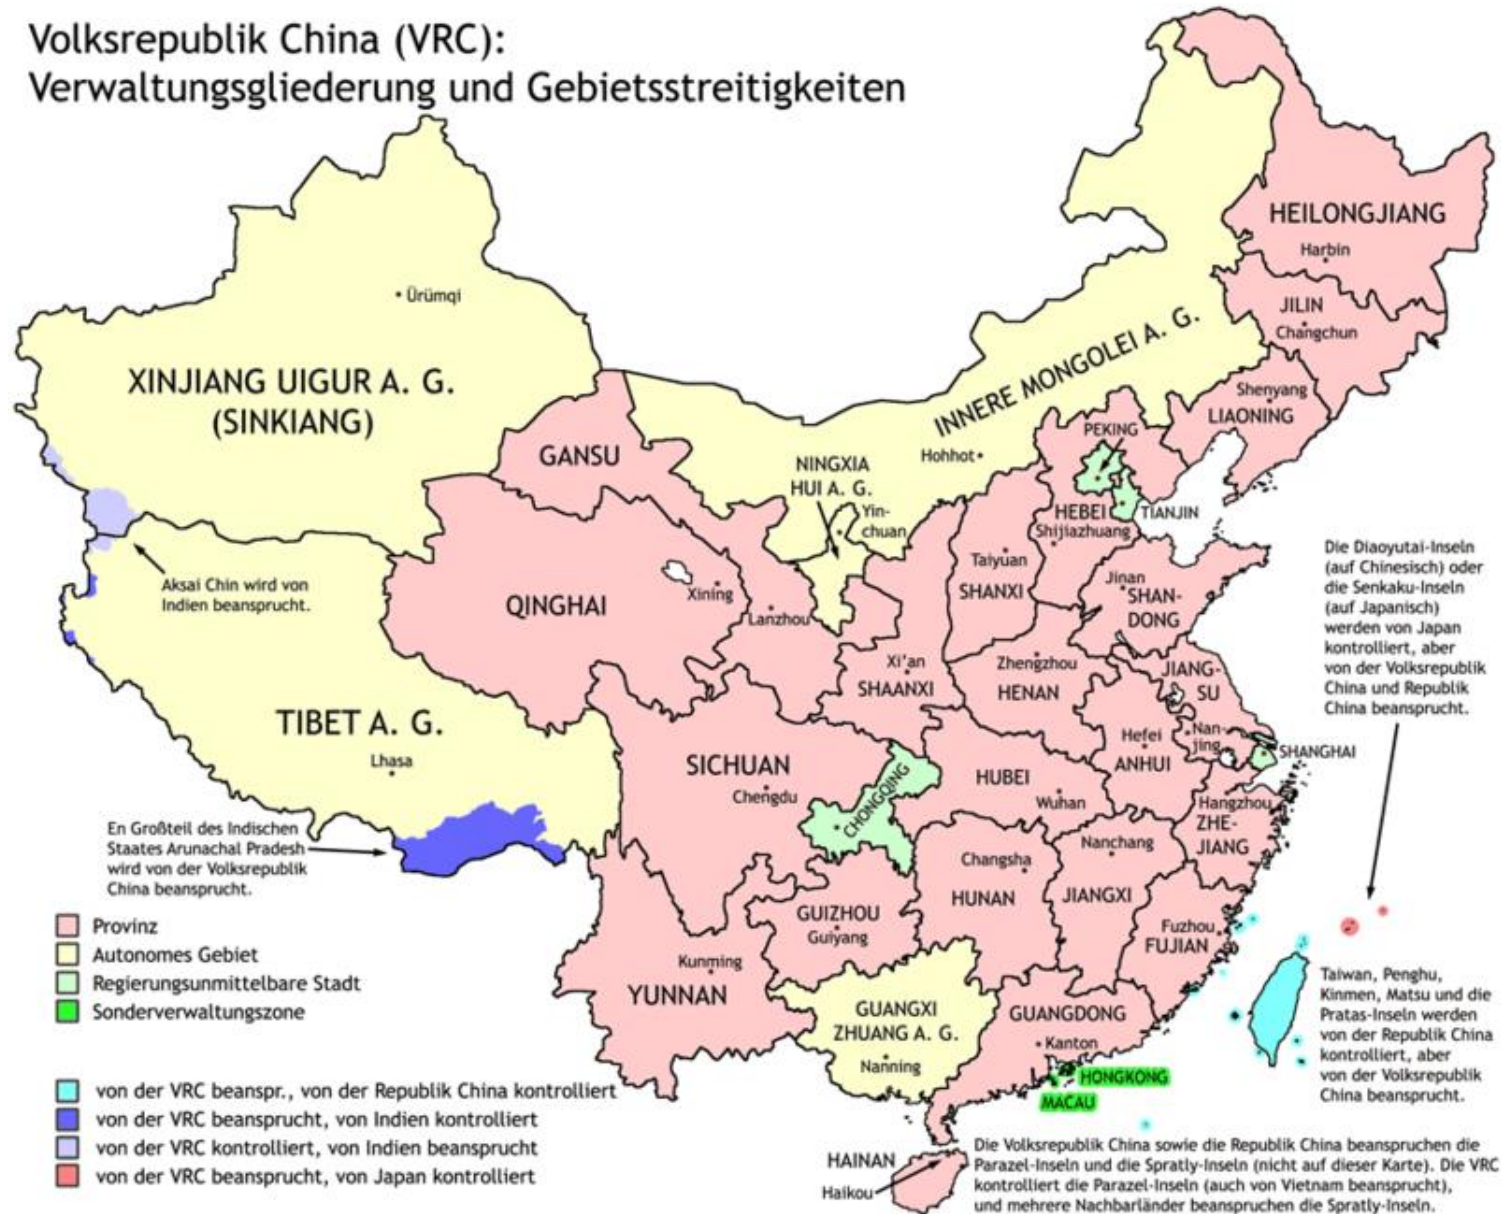 Volksrepublik China (VRC):
Verwaltungsgliederung und Gebietsstreitigkeiten
HEILONGJIANG
Harbin
Ürümqi
JILIN
Changchun
XINJIANG UIGUR A. G.
(SINKIANG)
INNERE MONGOLEI A. G.
Shenyang
LIAONING
PEKING
GANSU
Hohhot
NINGXIA
HUI A. G.
Yin-
chuan
HEBEI
TIANJIN
Shijiazhuang
Taiyuan
SHANXI
Die Diaoyutai-Inseln
(auf Chinesisch) oder
die Senkaku-Inseln
(auf Japanisch)
werden von Japan
kontrolliert, aber
von der Volksrepublik
China und Republik
China beansprucht.
Aksai Chin wird von
Indien beansprucht.
QINGHAI
Xining
Lanzhou
Jinan
SHAN-
DONG
Xi'an
SHAANXI
Zhengzhou
HENAN
JIANG-
SU
TIBET A. G.
Lhasa
SICHUAN
Chengdu
CHONGQING
HUBEI
Wuhan
Hefei
ANHUI
Nan-
jing
SHANGHAI
Hangzhou
ZHE-
JIANG
En Großteil des Indischen
Staates Arunachal Pradesh
wird von der Volksrepublik
China beansprucht.
Changsha
HUNAN
Nanchang
JIANGXI
GUIZHOU
Guiyang
Fuzhou
FUJIAN
Kunming
YUNNAN
GUANGXI
ZHUANG A. G.
Nanning
GUANGDONG
Kanton
HONGKONG
MACAU
Taiwan, Penghu,
Kinmen, Matsu und die
Pratas-Inseln werden
von der Republik China
kontrolliert, aber
von der Volksrepublik
China beansprucht.
Provinz
Autonomes Gebiet
Regierungsunmittelbare Stadt
Sonderverwaltungszone
von der VRC beanspr., von der Republik China kontrolliert
von der VRC beansprucht, von Indien kontrolliert
von der VRC kontrolliert, von Indien beansprucht
von der VRC beansprucht, von Japan kontrolliert
HAINAN
Haikou
Die Volksrepublik China sowie die Republik China beanspruchen die
Parazel-Inseln und die Spratly-Inseln (nicht auf dieser Karte). Die VRC
kontrolliert die Parazel-Inseln (auch von Vietnam beansprucht),
und mehrere Nachbarländer beanspruchen die Spratly-Inseln.